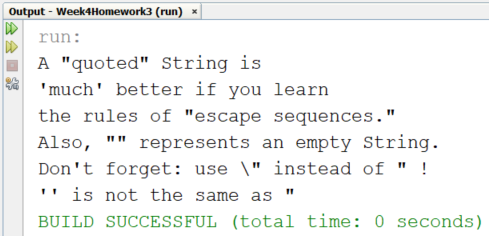 Output - Week4Homework3 (run) ×
run:
A "quoted" String is
'much' better if you learn
the rules of "escape sequences."
Also, "" represents an empty String.
Don't forget: use \" instead of " !
'' is not the same as "
BUILD SUCCESSFUL (total time: 0 seconds)